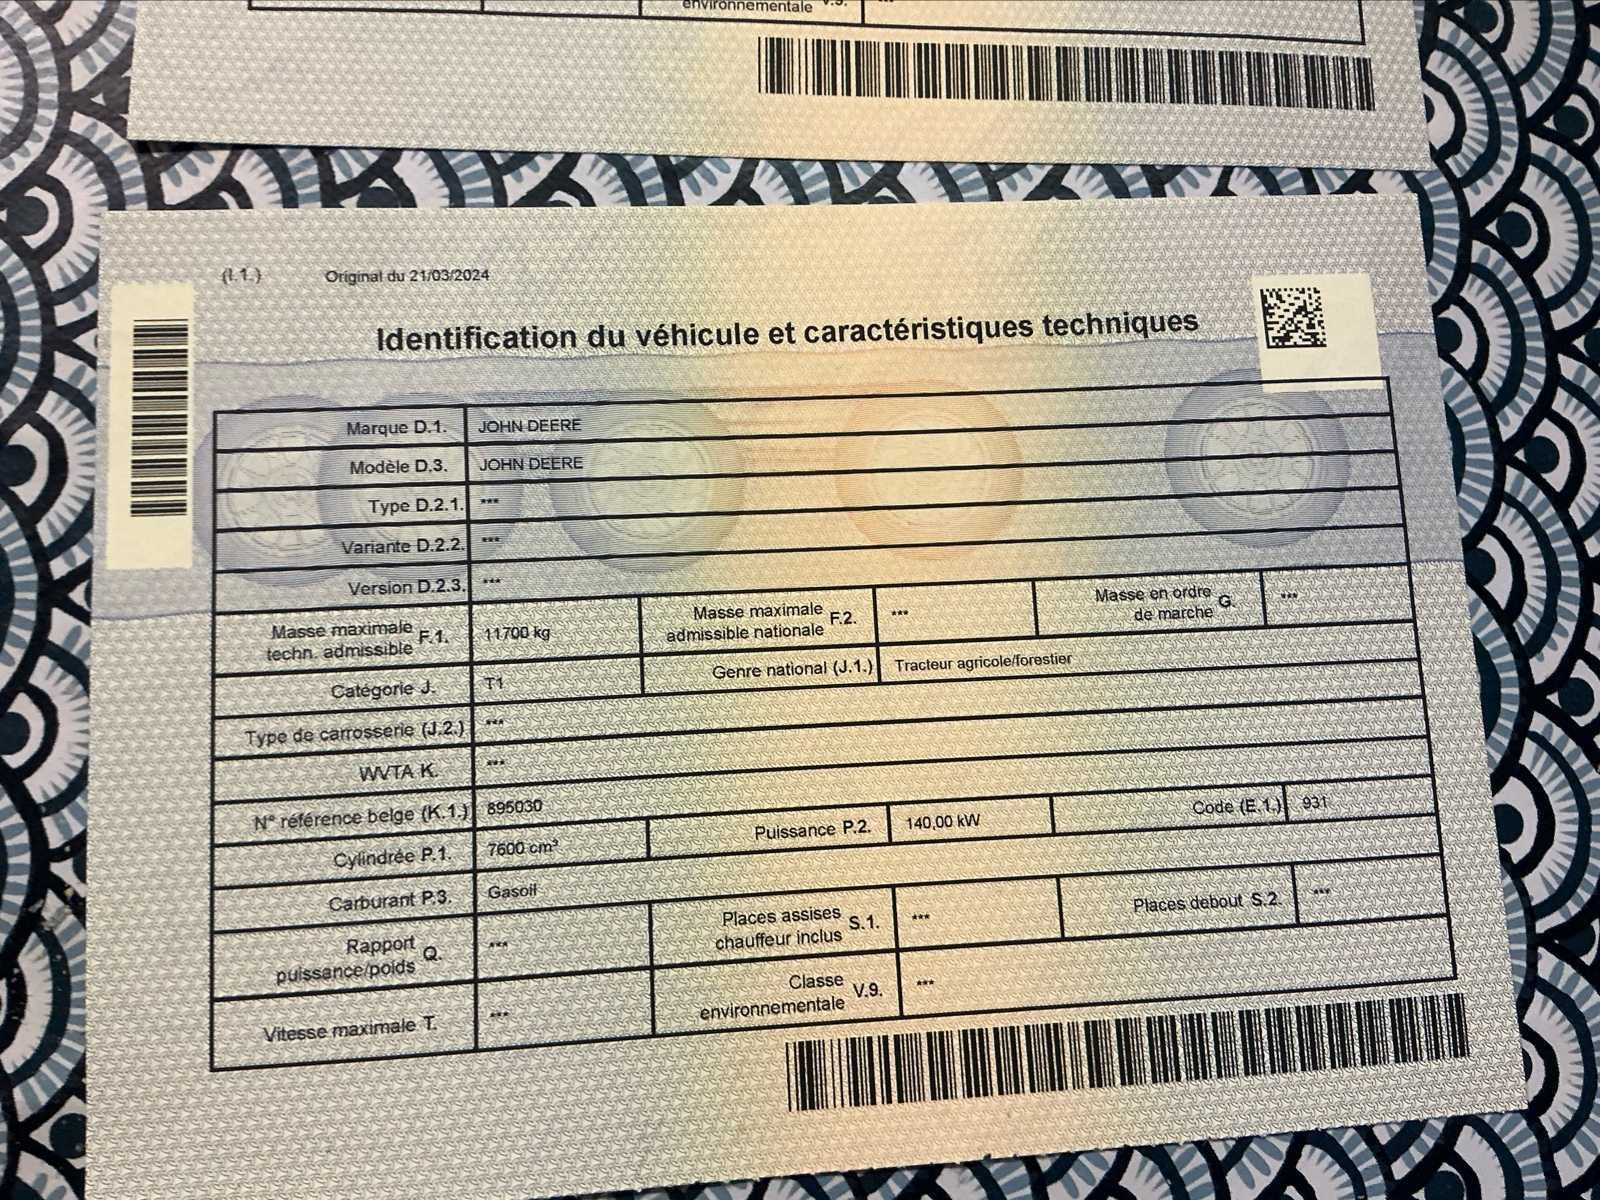 environnementale V.9. ***
(I.1.) Original du 21/03/2024
Identification du véhicule et caractéristiques techniques
Marque D.1. JOHN DEERE
Modèle D.3. JOHN DEERE
Type D.2.1. ***
Variante D.2.2. ***
Version D.2.3. ***
Masse maximale
techn. admissible F.1. 11700 kg
Masse maximale
admissible nationale F.2. ***
Masse en ordre
de marche G. ***
Catégorie J. T1
Genre national (J.1.) Tracteur agricole/forestier
Type de carrosserie (J.2.) ***
WVTA K. ***
N° référence belge (K.1.) 895030
Cylindrée P.1. 7600 cm³
Puissance P.2. 140,00 kW
Code (E.1.) 931
Carburant P.3. Gasoil
Rapport
puissance/poids Q. ***
Places assises
chauffeur inclus S.1. ***
Places debout S.2. ***
Vitesse maximale T. ***
Classe
environnementale V.9. ***